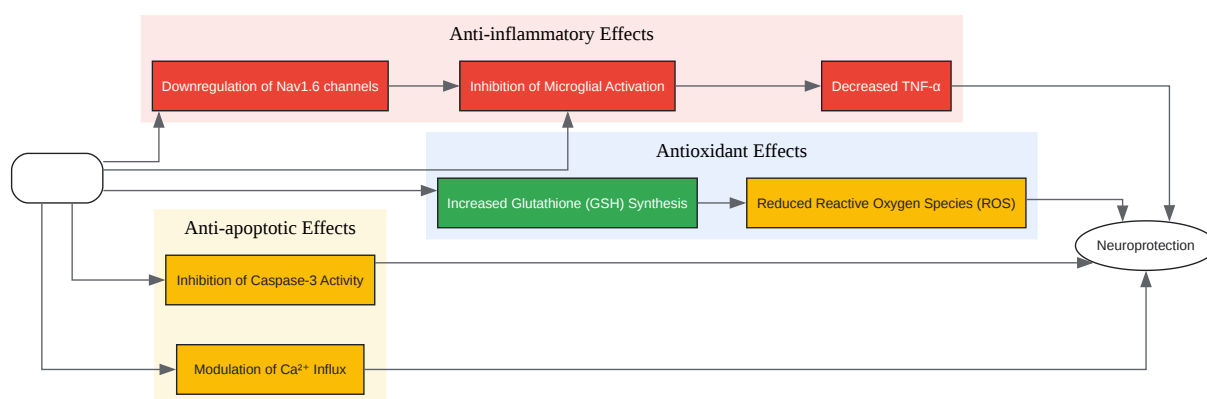 Anti-inflammatory Effects
Downregulation of Nav1.6 channels
Inhibition of Microglial Activation
Decreased TNF-α
Antioxidant Effects
Increased Glutathione (GSH) Synthesis
Reduced Reactive Oxygen Species (ROS)
Anti-apoptotic Effects
Neuroprotection
Inhibition of Caspase-3 Activity
Modulation of Ca²⁺ Influx